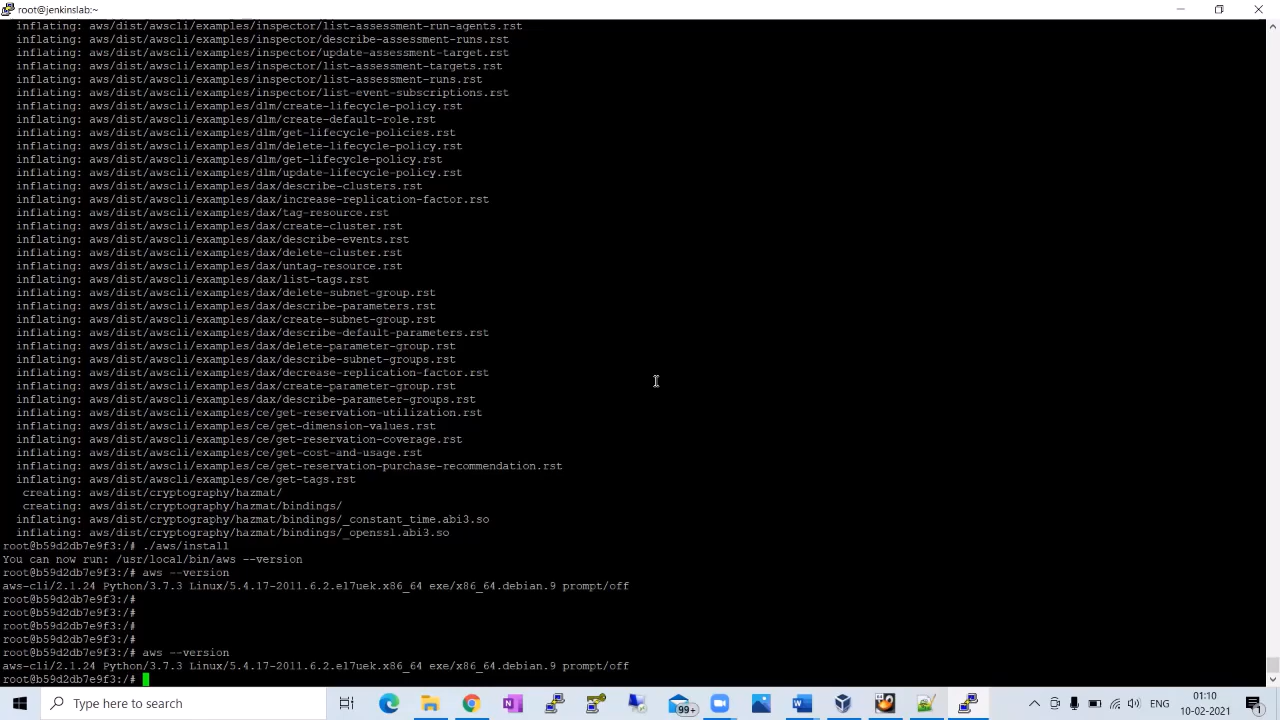 root@jenkinslab:~
inflating: aws/dist/awscli/examples/inspector/list-assessment-run-agents.rst
inflating: aws/dist/awscli/examples/inspector/describe-assessment-runs.rst
inflating: aws/dist/awscli/examples/inspector/update-assessment-target.rst
inflating: aws/dist/awscli/examples/inspector/list-assessment-targets.rst
inflating: aws/dist/awscli/examples/inspector/list-assessment-runs.rst
inflating: aws/dist/awscli/examples/inspector/list-event-subscriptions.rst
inflating: aws/dist/awscli/examples/dlm/create-lifecycle-policy.rst
inflating: aws/dist/awscli/examples/dlm/create-default-role.rst
inflating: aws/dist/awscli/examples/dlm/get-lifecycle-policies.rst
inflating: aws/dist/awscli/examples/dlm/delete-lifecycle-policy.rst
inflating: aws/dist/awscli/examples/dlm/get-lifecycle-policy.rst
inflating: aws/dist/awscli/examples/dlm/update-lifecycle-policy.rst
inflating: aws/dist/awscli/examples/dax/describe-clusters.rst
inflating: aws/dist/awscli/examples/dax/increase-replication-factor.rst
inflating: aws/dist/awscli/examples/dax/tag-resource.rst
inflating: aws/dist/awscli/examples/dax/create-cluster.rst
inflating: aws/dist/awscli/examples/dax/describe-events.rst
inflating: aws/dist/awscli/examples/dax/delete-cluster.rst
inflating: aws/dist/awscli/examples/dax/untag-resource.rst
inflating: aws/dist/awscli/examples/dax/list-tags.rst
inflating: aws/dist/awscli/examples/dax/delete-subnet-group.rst
inflating: aws/dist/awscli/examples/dax/describe-parameters.rst
inflating: aws/dist/awscli/examples/dax/create-subnet-group.rst
inflating: aws/dist/awscli/examples/dax/describe-default-parameters.rst
inflating: aws/dist/awscli/examples/dax/delete-parameter-group.rst
inflating: aws/dist/awscli/examples/dax/describe-subnet-groups.rst
inflating: aws/dist/awscli/examples/dax/decrease-replication-factor.rst
inflating: aws/dist/awscli/examples/dax/create-parameter-group.rst
inflating: aws/dist/awscli/examples/dax/describe-parameter-groups.rst
inflating: aws/dist/awscli/examples/ce/get-reservation-utilization.rst
inflating: aws/dist/awscli/examples/ce/get-dimension-values.rst
inflating: aws/dist/awscli/examples/ce/get-reservation-coverage.rst
inflating: aws/dist/awscli/examples/ce/get-cost-and-usage.rst
inflating: aws/dist/awscli/examples/ce/get-reservation-purchase-recommendation.rst
inflating: aws/dist/awscli/examples/ce/get-tags.rst
creating: aws/dist/cryptography/hazmat/
creating: aws/dist/cryptography/hazmat/bindings/
inflating: aws/dist/cryptography/hazmat/bindings/_constant_time.abi3.so
inflating: aws/dist/cryptography/hazmat/bindings/_openssl.abi3.so
root@b59d2db7e9f3:/# ./aws/install
You can now run: /usr/local/bin/aws --version
root@b59d2db7e9f3:/# aws --version
aws-cli/2.1.24 Python/3.7.3 Linux/5.4.17-2011.6.2.el7uek.x86_64 exe/x86_64.debian.9 prompt/off
root@b59d2db7e9f3:/#
root@b59d2db7e9f3:/#
root@b59d2db7e9f3:/#
root@b59d2db7e9f3:/#
root@b59d2db7e9f3:/# aws --version
aws-cli/2.1.24 Python/3.7.3 Linux/5.4.17-2011.6.2.el7uek.x86_64 exe/x86_64.debian.9 prompt/off
root@b59d2db7e9f3:/#
Type here to search
99+
01:10
10-02-2021